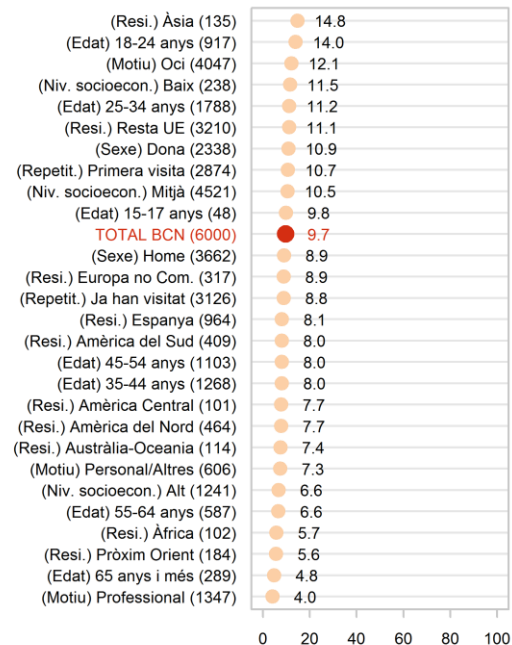 (Resi.) Àsia (135) 14.8
(Edat) 18-24 anys (917) 14.0
(Motiu) Oci (4047) 12.1
(Niv. socioecon.) Baix (238) 11.5
(Edat) 25-34 anys (1788) 11.2
(Resi.) Resta UE (3210) 11.1
(Sexe) Dona (2338) 10.9
(Repetit.) Primera visita (2874) 10.7
(Niv. socioecon.) Mitjà (4521) 10.5
(Edat) 15-17 anys (48) 9.8
TOTAL BCN (6000) 9.7
(Sexe) Home (3662) 8.9
(Resi.) Europa no Com. (317) 8.9
(Repetit.) Ja han visitat (3126) 8.8
(Resi.) Espanya (964) 8.1
(Resi.) Amèrica del Sud (409) 8.0
(Edat) 45-54 anys (1103) 8.0
(Edat) 35-44 anys (1268) 8.0
(Resi.) Amèrica Central (101) 7.7
(Resi.) Amèrica del Nord (464) 7.7
(Resi.) Austràlia-Oceania (114) 7.4
(Motiu) Personal/Altres (606) 7.3
(Niv. socioecon.) Alt (1241) 6.6
(Edat) 55-64 anys (587) 6.6
(Resi.) Àfrica (102) 5.7
(Resi.) Pròxim Orient (184) 5.6
(Edat) 65 anys i més (289) 4.8
(Motiu) Professional (1347) 4.0
0 20 40 60 80 100